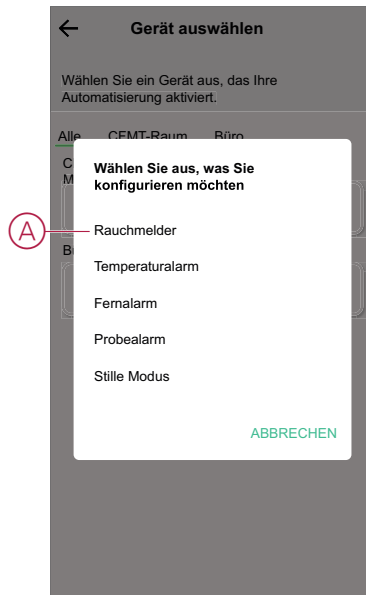 Gerät auswählen
Wählen Sie ein Gerät aus, das Ihre
Automatisierung aktiviert.
Alle CFMT-Raum Büro
Wählen Sie aus, was Sie
konfigurieren möchten
A
Rauchmelder
Temperaturalarm
Fernalarm
Probealarm
Stille Modus
ABBRECHEN